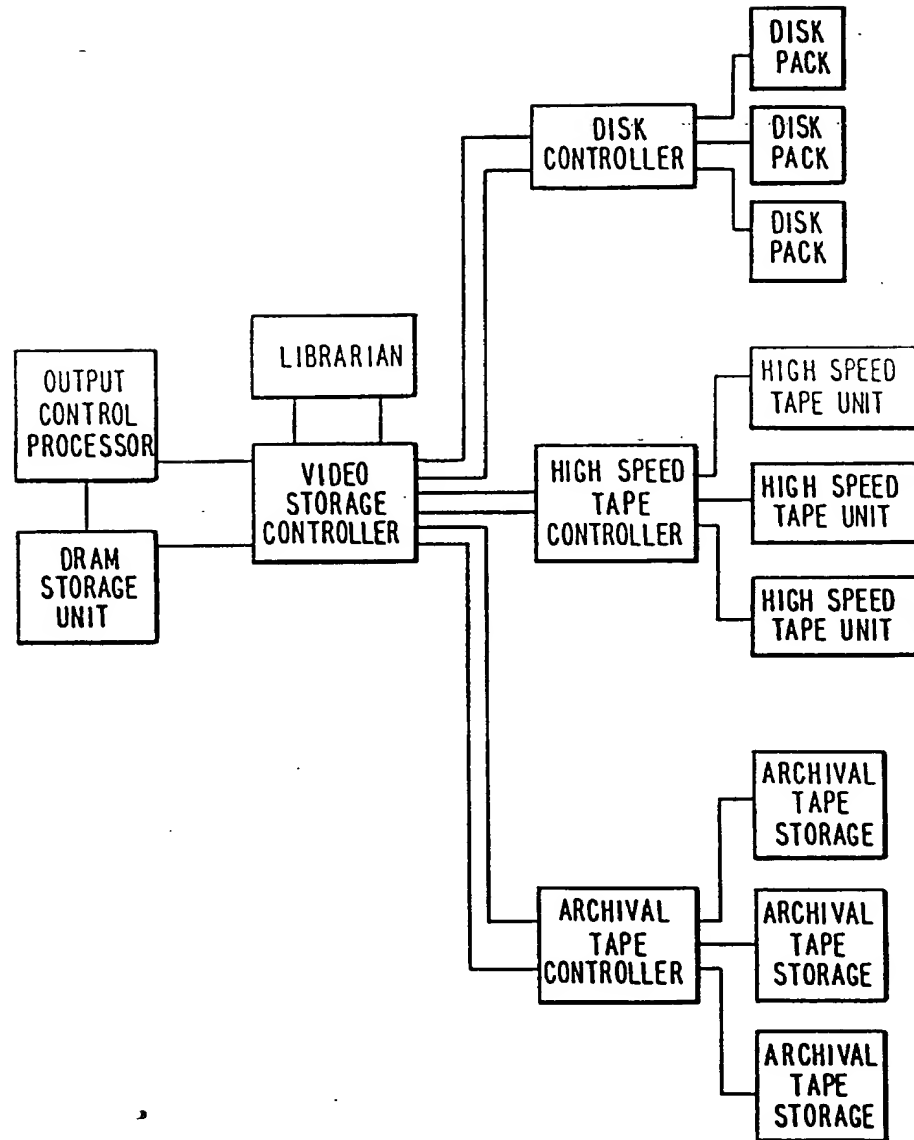 DISK
PACK
DISK
CONTROLLER
DISK
PACK
DISK
PACK
LIBRARIAN
OUTPUT
CONTROL
PROCESSOR
VIDEO
STORAGE
CONTROLLER
DRAM
STORAGE
UNIT
HIGH SPEED
TAPE
CONTROLLER
HIGH SPEED
TAPE UNIT
HIGH SPEED
TAPE UNIT
HIGH SPEED
TAPE UNIT
ARCHIVAL
TAPE
CONTROLLER
ARCHIVAL
TAPE
STORAGE
ARCHIVAL
TAPE
STORAGE
ARCHIVAL
TAPE
STORAGE